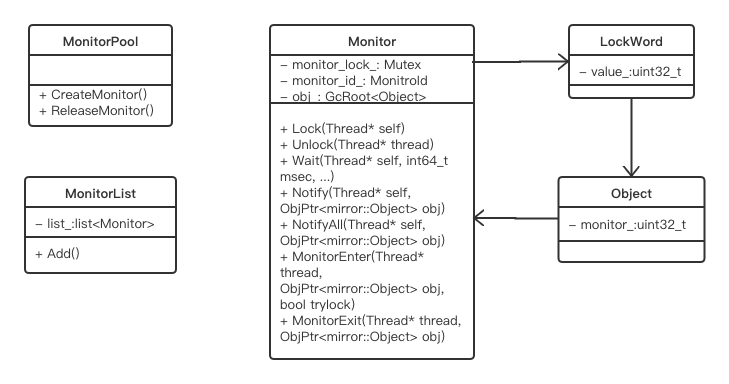 MonitorPool
+ CreateMonitor()
+ ReleaseMonitor()
MonitorList
– list_:list<Monitor>
+ Add()
Monitor
– monitor_lock_: Mutex
– monitor_id_: MonitroId
– obj_: GcRoot<Object>
+ Lock(Thread* self)
+ Unlock(Thread* thread)
+ Wait(Thread* self, int64_t
msec, ...)
+ Notify(Thread* self,
ObjPtr<mirror::Object> obj)
+ NotifyAll(Thread* self,
ObjPtr<mirror::Object> obj)
+ MonitorEnter(Thread*
thread,
ObjPtr<mirror::Object> obj,
bool trylock)
+ MonitorExit(Thread* thread,
ObjPtr<mirror::Object> obj)
LockWord
– value_:uint32_t
Object
– monitor_:uint32_t